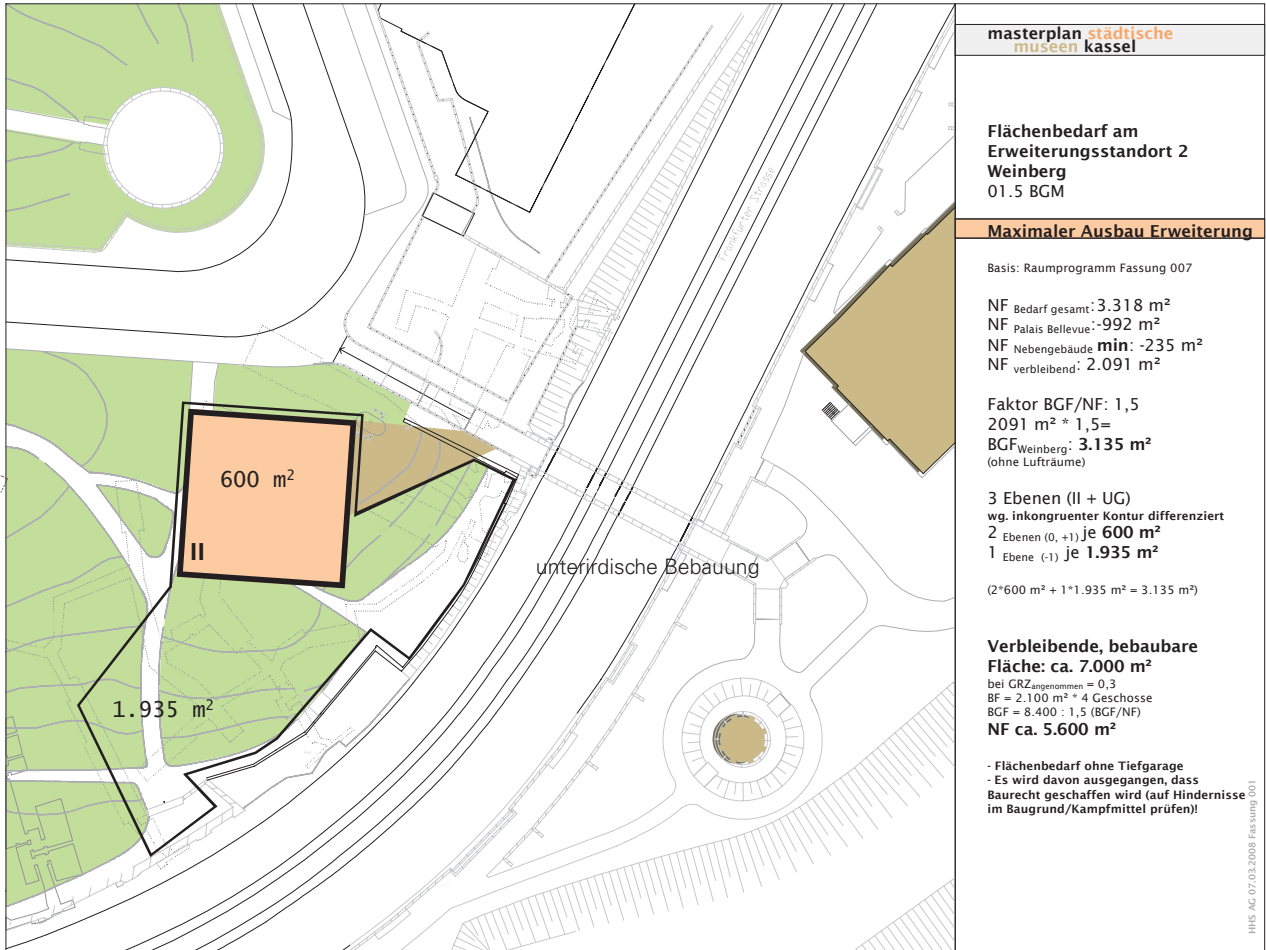 masterplan städtische
museen kassel
Flächenbedarf am
Erweiterungsstandort 2
Weinberg
01.5 BGM
Maximaler Ausbau Erweiterung
Basis: Raumprogramm Fassung 007
NF Bedarf gesamt: 3.318 m²
NF Palais Bellevue: -992 m²
NF Nebengebäude min: -235 m²
NF verbleibend: 2.091 m²
Faktor BGF/NF: 1,5
2091 m² * 1,5=
BGF Weinberg: 3.135 m²
(ohne Lufträume)
3 Ebenen (II + UG)
wg. inkongruenter Kontur differenziert
2 Ebenen (0, +1) je 600 m²
1 Ebene (-1) je 1.935 m²
(2*600 m² + 1*1.935 m² = 3.135 m²)
Verbleibende, bebaubare
Fläche: ca. 7.000 m²
bei GRZangenommen = 0,3
BF = 2.100 m² * 4 Geschosse
BGF = 8.400 : 1,5 (BGF/NF)
NF ca. 5.600 m²
- Flächenbedarf ohne Tiefgarage
- Es wird davon ausgegangen, dass
Baurecht geschaffen wird (auf Hindernisse
im Baugrund/Kampfmittel prüfen)!
HHS AG 07.03.2008 Fassung 001
Frankfurter Strasse
600 m²
II
unterirdische Bebauung
1.935 m²